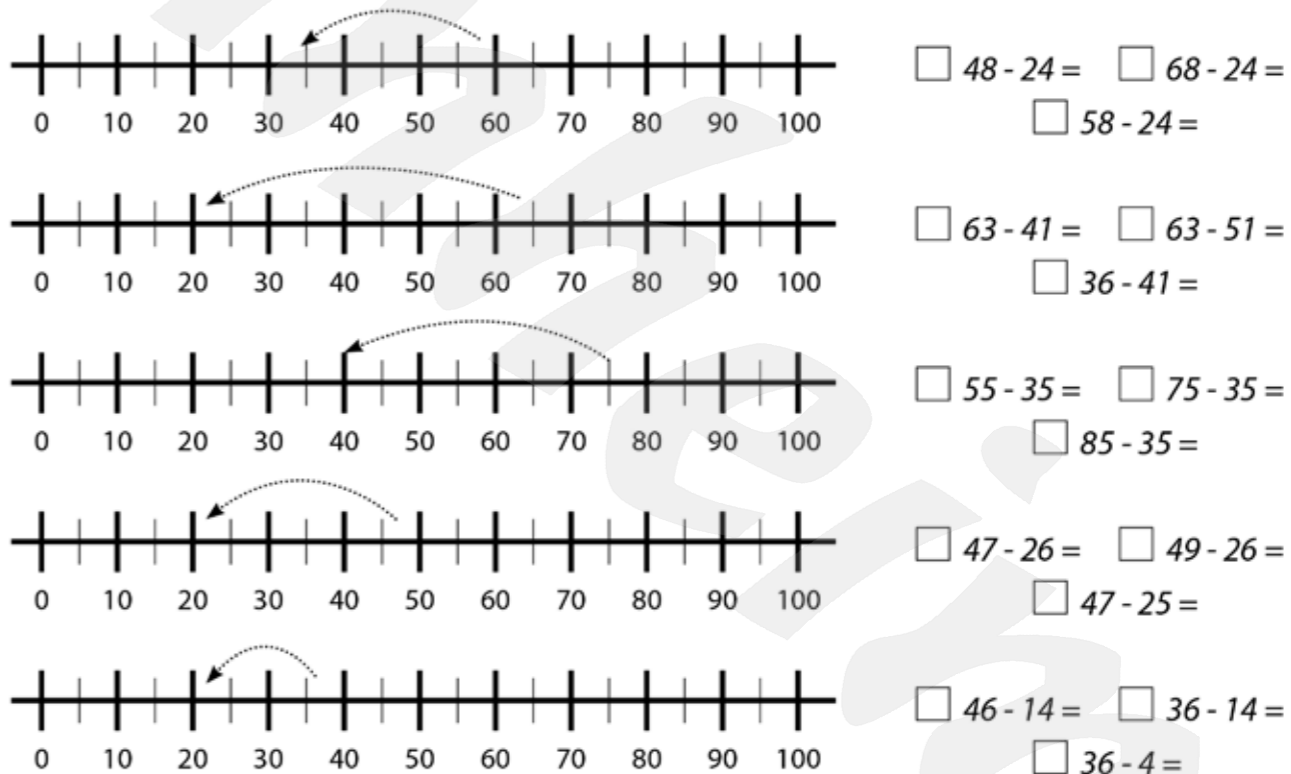 ☐ 48 - 24 = ☐ 68 - 24 =
0 10 20 30 40 50 60 70 80 90 100
☐ 58 - 24 =
☐ 63 - 41 = ☐ 63 - 51 =
0 10 20 30 40 50 60 70 80 90 100
☐ 36 - 41 =
☐ 55 - 35 = ☐ 75 - 35 =
0 10 20 30 40 50 60 70 80 90 100
☐ 85 - 35 =
☐ 47 - 26 = ☐ 49 - 26 =
0 10 20 30 40 50 60 70 80 90 100
☐ 47 - 25 =
☐ 46 - 14 = ☐ 36 - 14 =
0 10 20 30 40 50 60 70 80 90 100
☐ 36 - 4 =